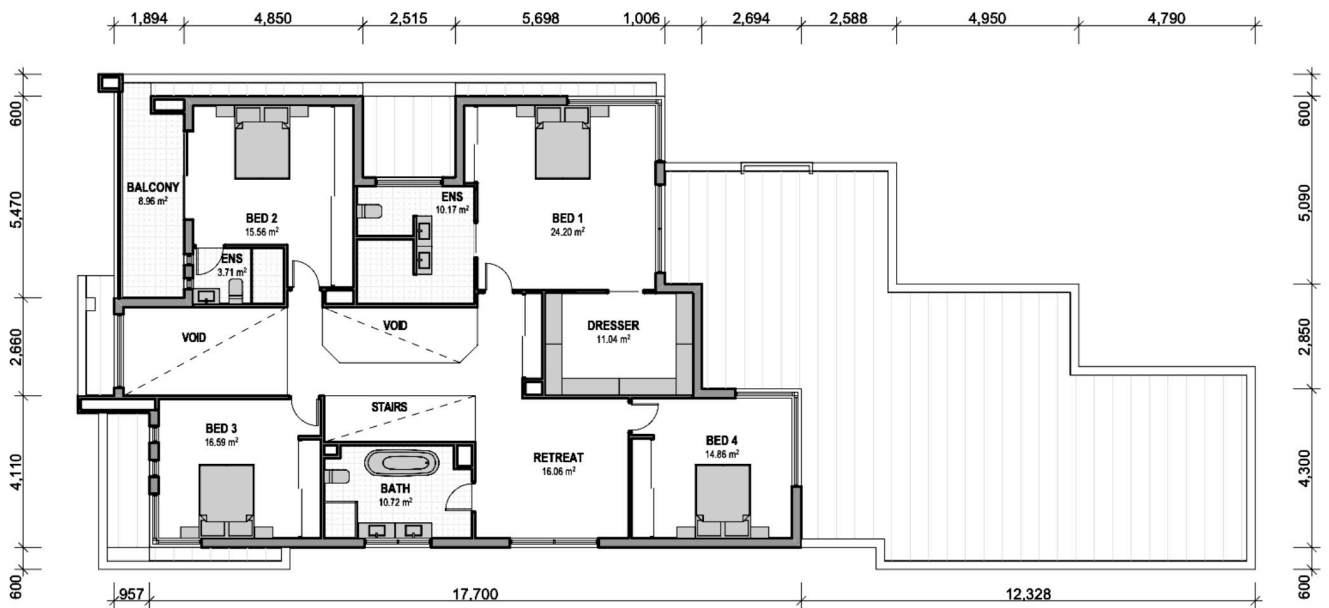 1,894 4,850 2,515 5,698 1,006 2,694 2,588 4,950 4,790
600
5,470
2,660
4,110
600
600
5,090
2,850
4,300
600
BALCONY
8.96 m²
BED 2
15.56 m²
ENS
3.71 m²
ENS
10.17 m²
BED 1
24.20 m²
VOID
VOID
DRESSER
11.04 m²
STAIRS
BED 3
16.59 m²
BATH
10.72 m²
RETREAT
16.06 m²
BED 4
14.86 m²
957 17,700 12,328